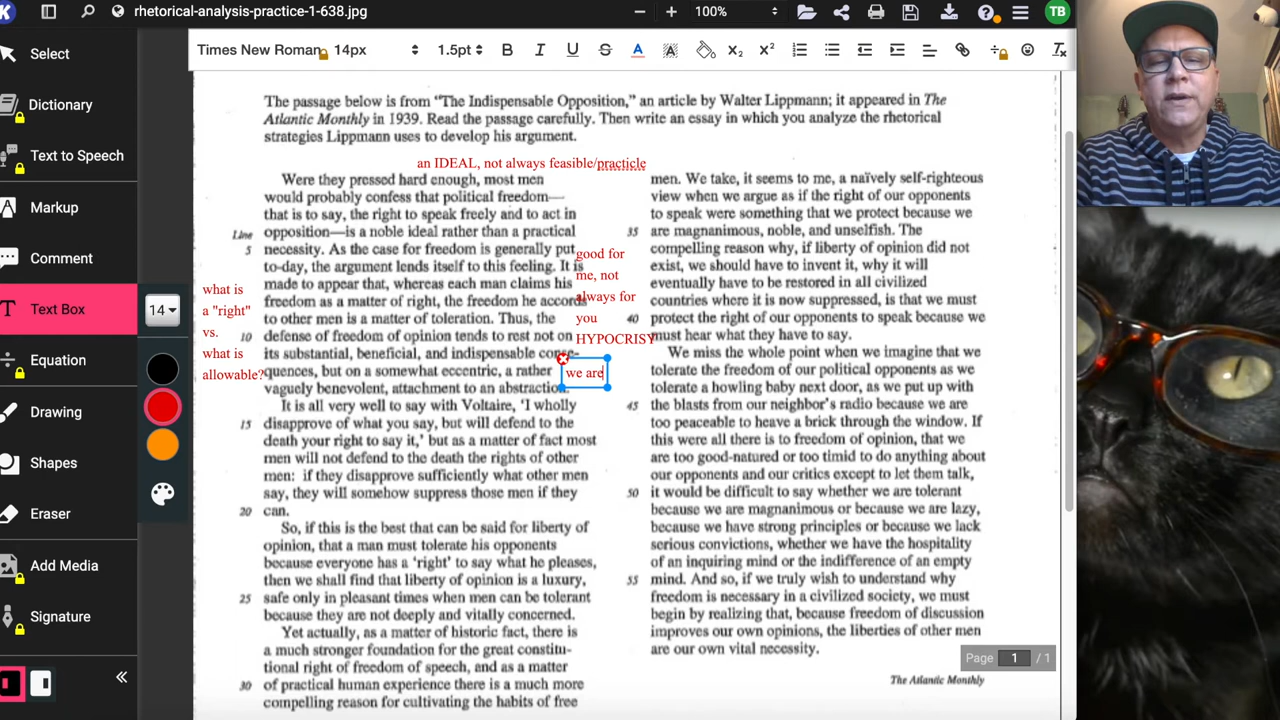 rhetorical-analysis-practice-1-638.jpg
100%
TB
Select
Dictionary
Text to Speech
Markup
Comment
Text Box
Equation
Drawing
Shapes
Eraser
Add Media
Signature
14
Times New Roman
14px
1.5pt
The passage below is from “The Indispensable Opposition,” an article by Walter Lippmann; it appeared in The
Atlantic Monthly in 1939. Read the passage carefully. Then write an essay in which you analyze the rhetorical
strategies Lippmann uses to develop his argument.
an IDEAL, not always feasible/practicle
Were they pressed hard enough, most men
would probably confess that political freedom—
that is to say, the right to speak freely and to act in
Line opposition—is a noble ideal rather than a practical
5 necessity. As the case for freedom is generally put
to-day, the argument lends itself to this feeling. It is
made to appear that, whereas each man claims his
freedom as a matter of right, the freedom he accords
to other men is a matter of toleration. Thus, the
10 defense of freedom of opinion tends to rest not on
its substantial, beneficial, and indispensable conse-
quences, but on a somewhat eccentric, a rather
vaguely benevolent, attachment to an abstraction.
It is all very well to say with Voltaire, ‘I wholly
15 disapprove of what you say, but will defend to the
death your right to say it,’ but as a matter of fact most
men will not defend to the death the rights of other
men: if they disapprove sufficiently what other men
say, they will somehow suppress those men if they
20 can.
So, if this is the best that can be said for liberty of
opinion, that a man must tolerate his opponents
because everyone has a ‘right’ to say what he pleases,
then we shall find that liberty of opinion is a luxury,
25 safe only in pleasant times when men can be tolerant
because they are not deeply and vitally concerned.
Yet actually, as a matter of historic fact, there is
a much stronger foundation for the great constitu-
tional right of freedom of speech, and as a matter
30 of practical human experience there is a much more
compelling reason for cultivating the habits of free
what is
a "right"
vs.
what is
allowable?
good for
me, not
always for
you
HYPOCRISY
we are
men. We take, it seems to me, a naïvely self-righteous
view when we argue as if the right of our opponents
to speak were something that we protect because we
35 are magnanimous, noble, and unselfish. The
compelling reason why, if liberty of opinion did not
exist, we should have to invent it, why it will
eventually have to be restored in all civilized
countries where it is now suppressed, is that we must
40 protect the right of our opponents to speak because we
must hear what they have to say.
We miss the whole point when we imagine that we
tolerate the freedom of our political opponents as we
tolerate a howling baby next door, as we put up with
45 the blasts from our neighbor’s radio because we are
too peaceable to heave a brick through the window. If
this were all there is to freedom of opinion, that we
are too good-natured or too timid to do anything about
our opponents and our critics except to let them talk,
50 it would be difficult to say whether we are tolerant
because we are magnanimous or because we are lazy,
because we have strong principles or because we lack
serious convictions, whether we have the hospitality
of an inquiring mind or the indifference of an empty
55 mind. And so, if we truly wish to understand why
freedom is necessary in a civilized society, we must
begin by realizing that, because freedom of discussion
improves our own opinions, the liberties of other men
are our own vital necessity.
The Atlantic Monthly
Page 1 / 1